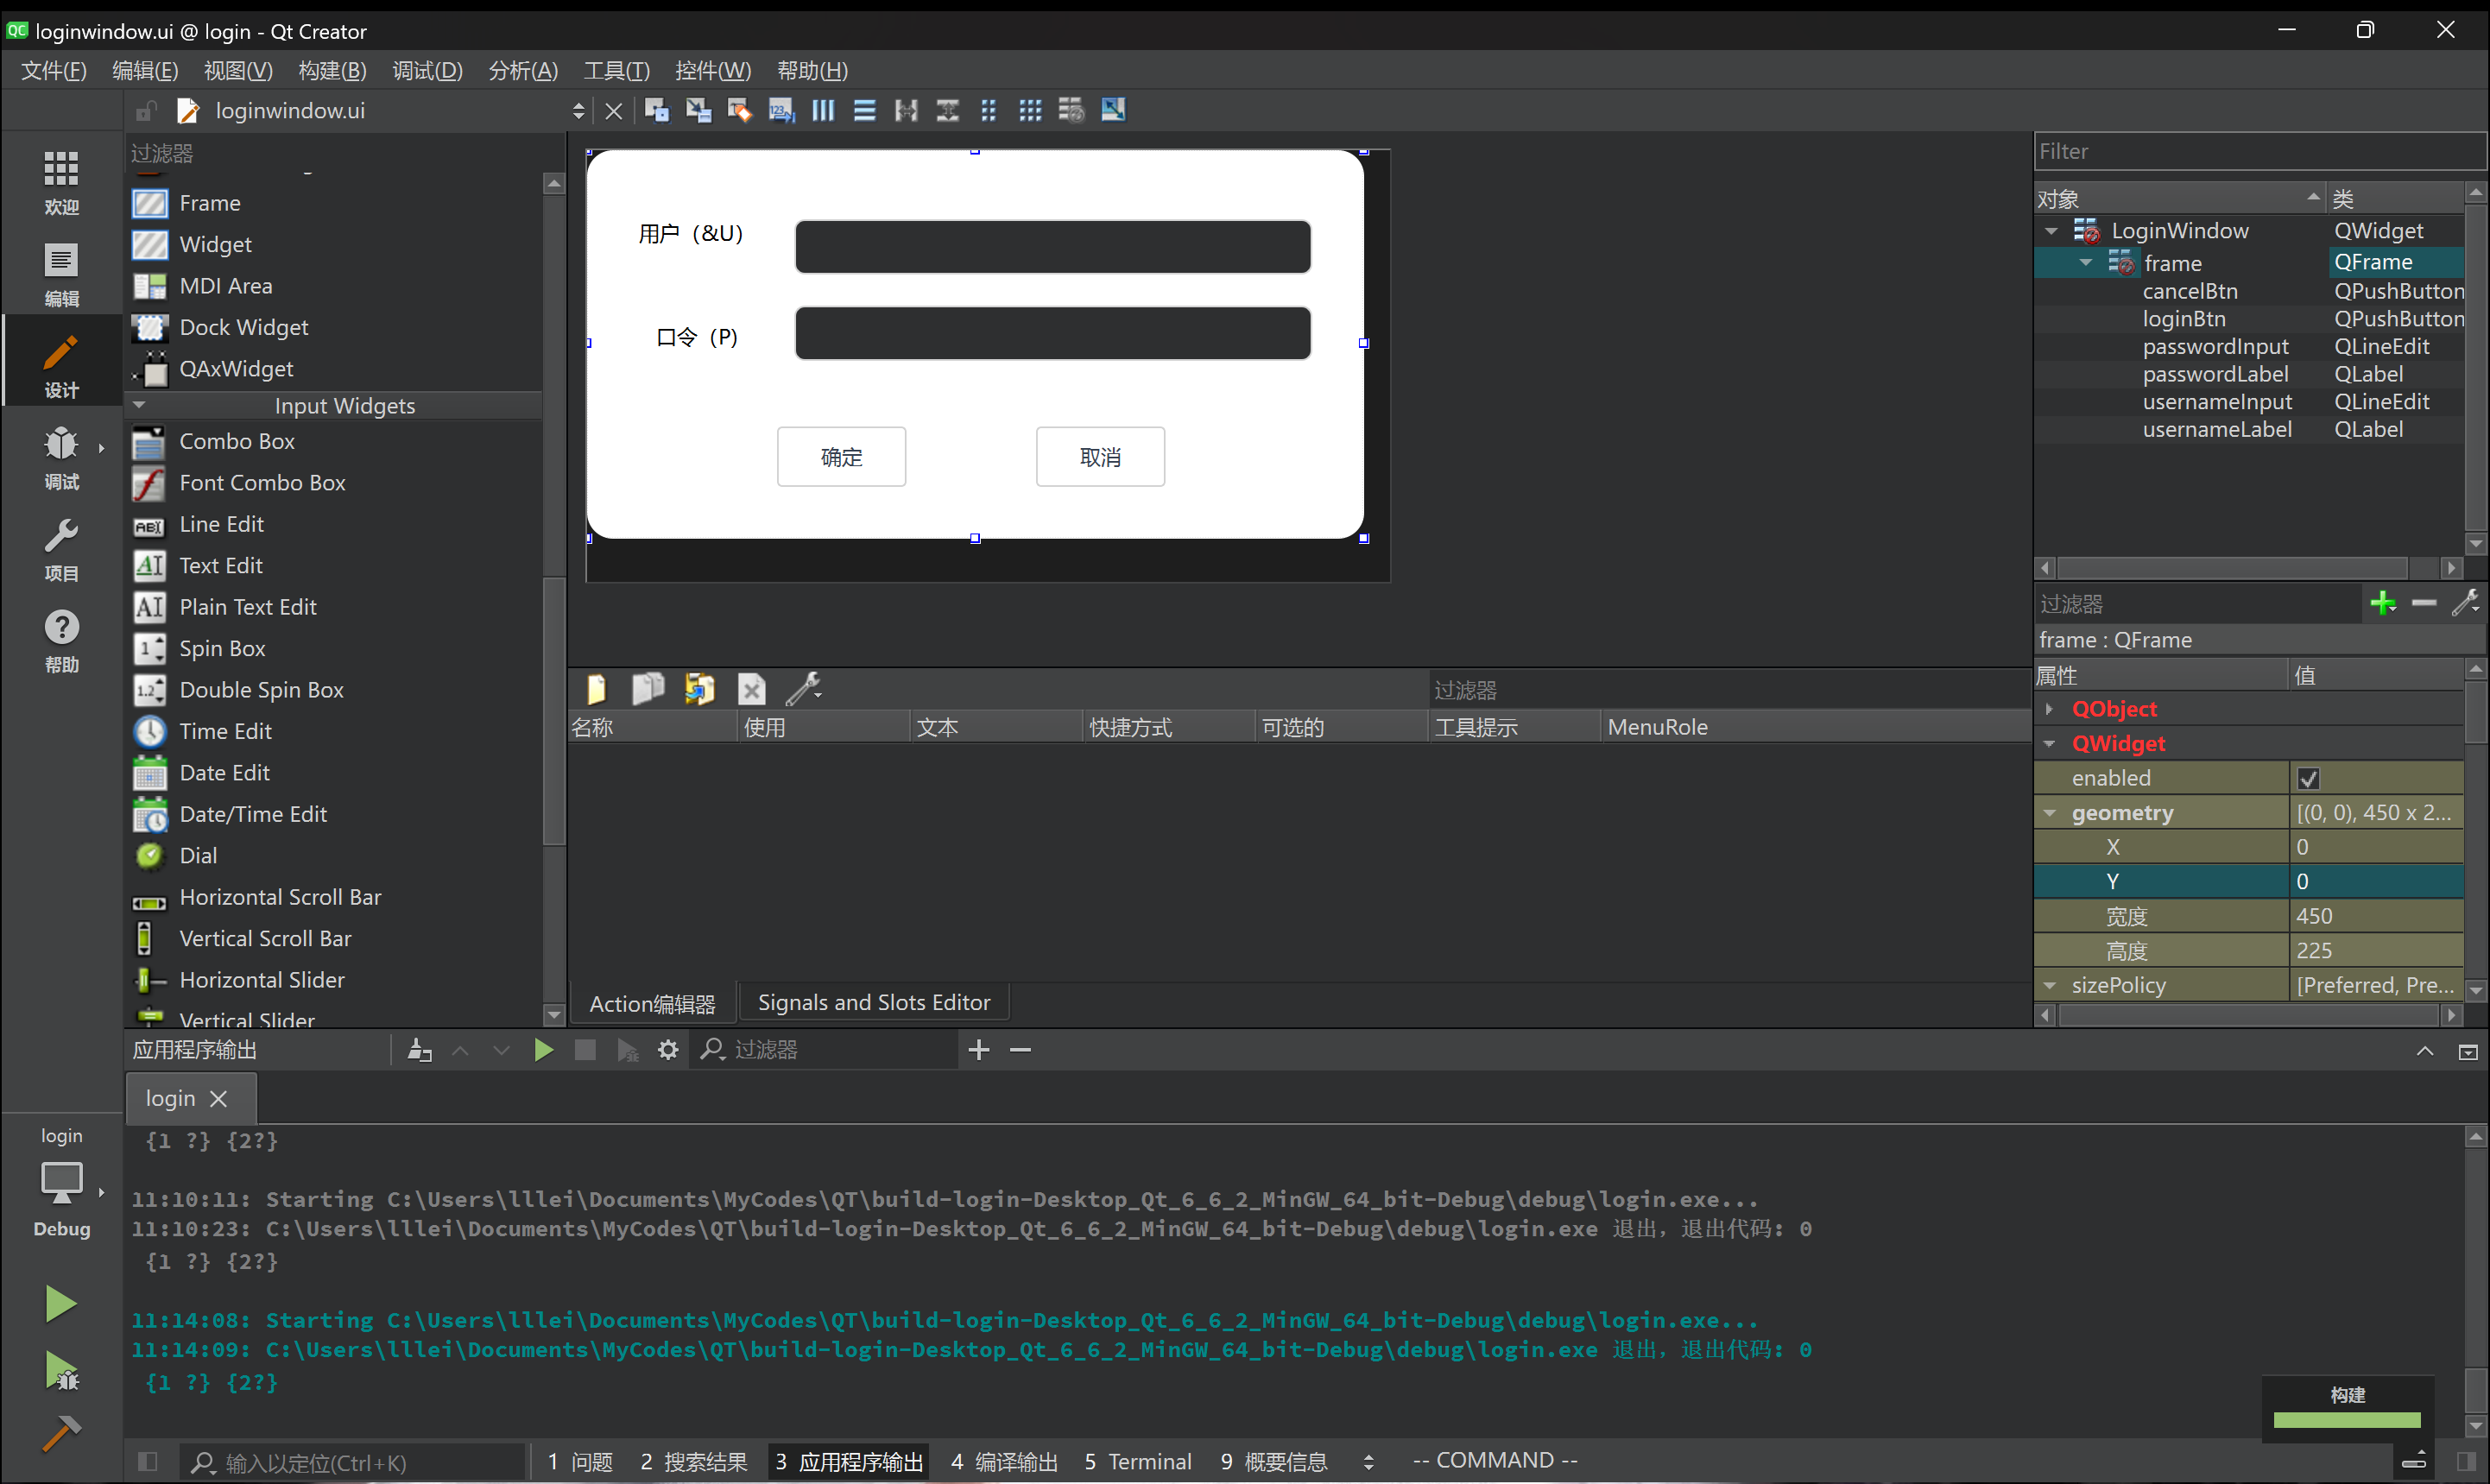 QC loginwindow.ui @ login - Qt Creator
文件(F) 编辑(E) 视图(V) 构建(B) 调试(D) 分析(A) 工具(T) 控件(W) 帮助(H)
loginwindow.ui
欢迎
编辑
设计
调试
项目
帮助
过滤器
Frame
Widget
MDI Area
Dock Widget
QAxWidget
Input Widgets
Combo Box
Font Combo Box
Line Edit
Text Edit
Plain Text Edit
Spin Box
Double Spin Box
Time Edit
Date Edit
Date/Time Edit
Dial
Horizontal Scroll Bar
Vertical Scroll Bar
Horizontal Slider
Vertical Slider
用户（&U）
口令（P)
确定 取消
过滤器
名称 使用 文本 快捷方式 可选的 工具提示 MenuRole
Action编辑器 Signals and Slots Editor
Filter
对象 类
LoginWindow QWidget
frame QFrame
cancelBtn QPushButton
loginBtn QPushButton
passwordInput QLineEdit
passwordLabel QLabel
usernameInput QLineEdit
usernameLabel QLabel
过滤器
frame : QFrame
属性 值
QObject
QWidget
enabled
geometry [(0, 0), 450 x 2...
X 0
Y 0
宽度 450
高度 225
sizePolicy [Preferred, Pre...
应用程序输出 过滤器
login
{1 ?} {2?}
11:10:11: Starting C:\Users\lllei\Documents\MyCodes\QT\build-login-Desktop_Qt_6_6_2_MinGW_64_bit-Debug\debug\login.exe...
11:10:23: C:\Users\lllei\Documents\MyCodes\QT\build-login-Desktop_Qt_6_6_2_MinGW_64_bit-Debug\debug\login.exe 退出，退出代码: 0
{1 ?} {2?}
11:14:08: Starting C:\Users\lllei\Documents\MyCodes\QT\build-login-Desktop_Qt_6_6_2_MinGW_64_bit-Debug\debug\login.exe...
11:14:09: C:\Users\lllei\Documents\MyCodes\QT\build-login-Desktop_Qt_6_6_2_MinGW_64_bit-Debug\debug\login.exe 退出，退出代码: 0
{1 ?} {2?}
login
Debug
构建
输入以定位(Ctrl+K) 1 问题 2 搜索结果 3 应用程序输出 4 编译输出 5 Terminal 9 概要信息 -- COMMAND --